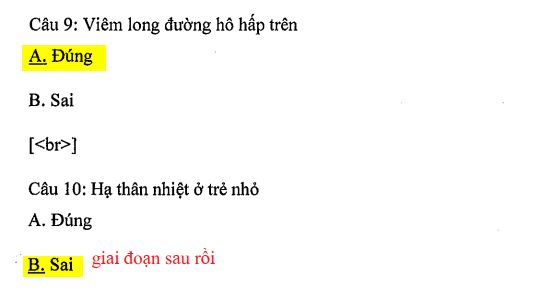 Câu 9: Viêm long đường hô hấp trên
A. Đúng
B. Sai
[<br>]
Câu 10: Hạ thân nhiệt ở trẻ nhỏ
A. Đúng
B. Sai giai đoạn sau rồi